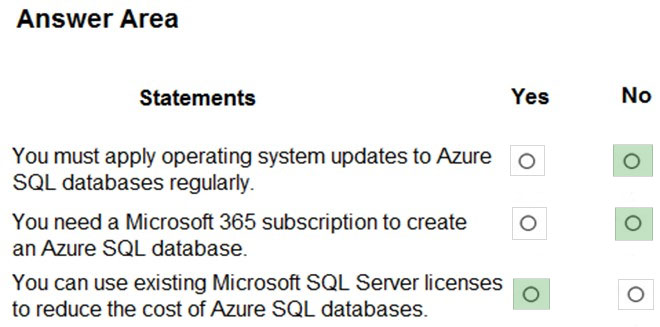 Answer Area
Statements Yes No
You must apply operating system updates to Azure
SQL databases regularly.
You need a Microsoft 365 subscription to create
an Azure SQL database.
You can use existing Microsoft SQL Server licenses
to reduce the cost of Azure SQL databases.